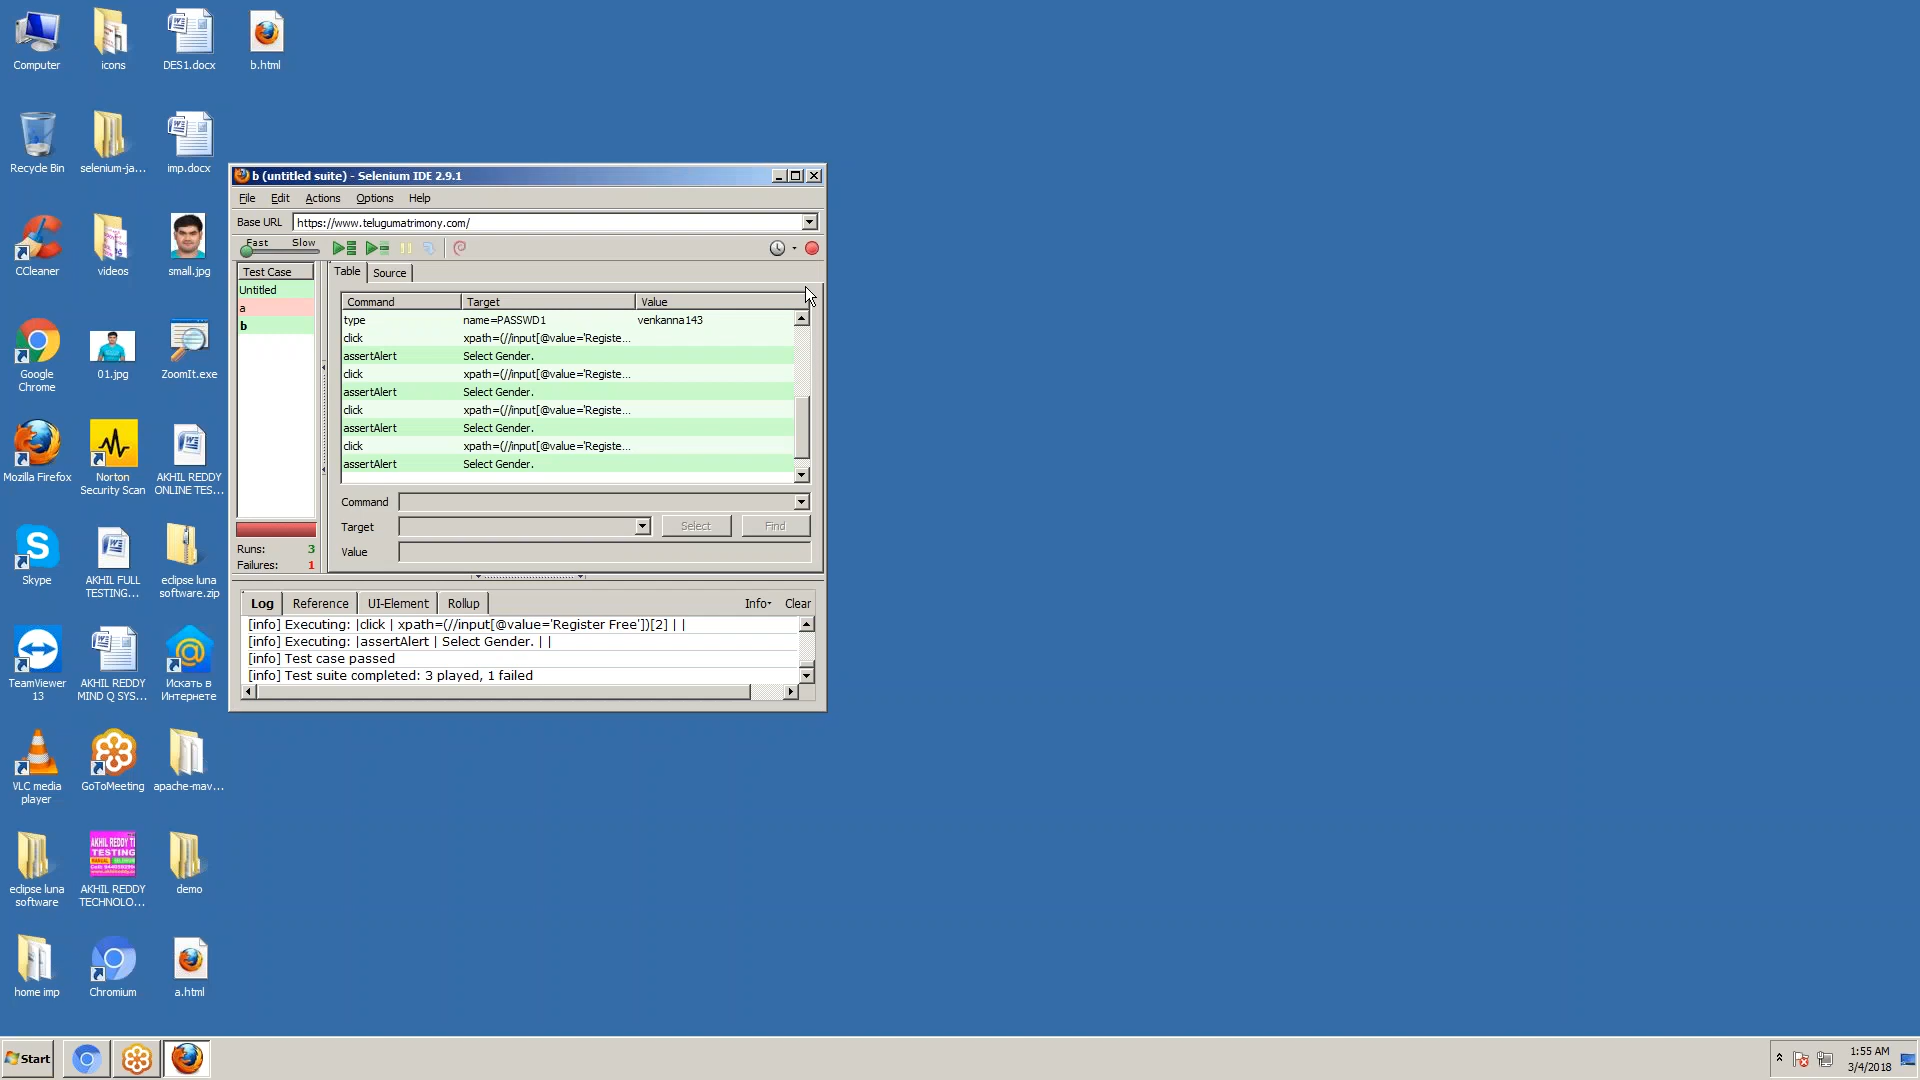 Computer
icons
DES1.docx
b.html
Recycle Bin
selenium-ja...
imp.docx
CCleaner
videos
small.jpg
Google
Chrome
01.jpg
ZoomIt.exe
Mozilla Firefox
Norton
Security Scan
AKHIL REDDY
ONLINE TES...
Skype
AKHIL FULL
TESTING...
eclipse luna
software.zip
TeamViewer
13
AKHIL REDDY
MIND Q SYS...
Искать в
Интернете
VLC media
player
GoToMeeting
apache-mav...
eclipse luna
software
AKHIL REDDY
TECHNOLO...
demo
home imp
Chromium
a.html
b (untitled suite) - Selenium IDE 2.9.1
File Edit Actions Options Help
Base URL https://www.telugumatrimony.com/
Fast Slow
Test Case
Untitled
a
b
Runs: 3
Failures: 1
Table Source
Command Target Value
type name=PASSWD1 venkanna143
click xpath=(//input[@value='Registe...
assertAlert Select Gender.
click xpath=(//input[@value='Registe...
assertAlert Select Gender.
click xpath=(//input[@value='Registe...
assertAlert Select Gender.
click xpath=(//input[@value='Registe...
assertAlert Select Gender.
Command
Target Select Find
Value
Log Reference UI-Element Rollup Info Clear
[info] Executing: |click | xpath=(//input[@value='Register Free'])[2] | |
[info] Executing: |assertAlert | Select Gender. | |
[info] Test case passed
[info] Test suite completed: 3 played, 1 failed
Start
1:55 AM
3/4/2018